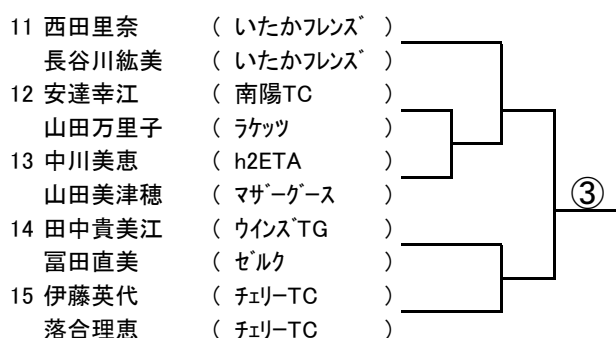 11 西田里奈 ( いたかフレンズ )
長谷川紘美 ( いたかフレンズ )
12 安達幸江 ( 南陽TC )
山田万里子 ( ラケッツ )
13 中川美恵 ( h2ETA )
山田美津穂 ( マザーグース )
14 田中貴美江 ( ウインズTG )
冨田直美 ( ゼルク )
15 伊藤英代 ( チェリーTC )
落合理恵 ( チェリーTC )
③